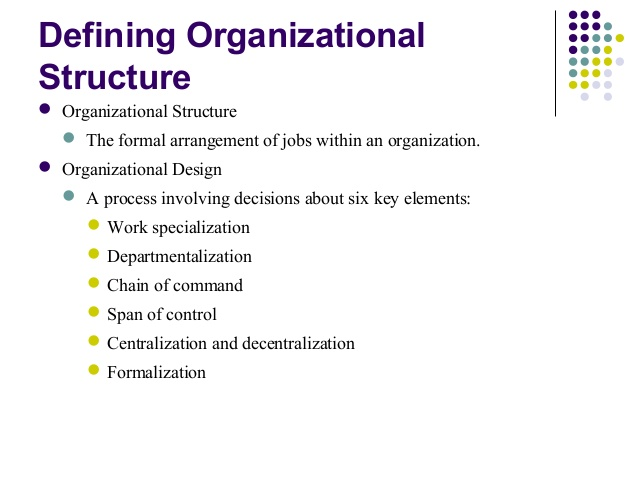 Defining Organizational
Structure
Organizational Structure
The formal arrangement of jobs within an organization.
Organizational Design
A process involving decisions about six key elements:
Work specialization
Departmentalization
Chain of command
Span of control
Centralization and decentralization
Formalization